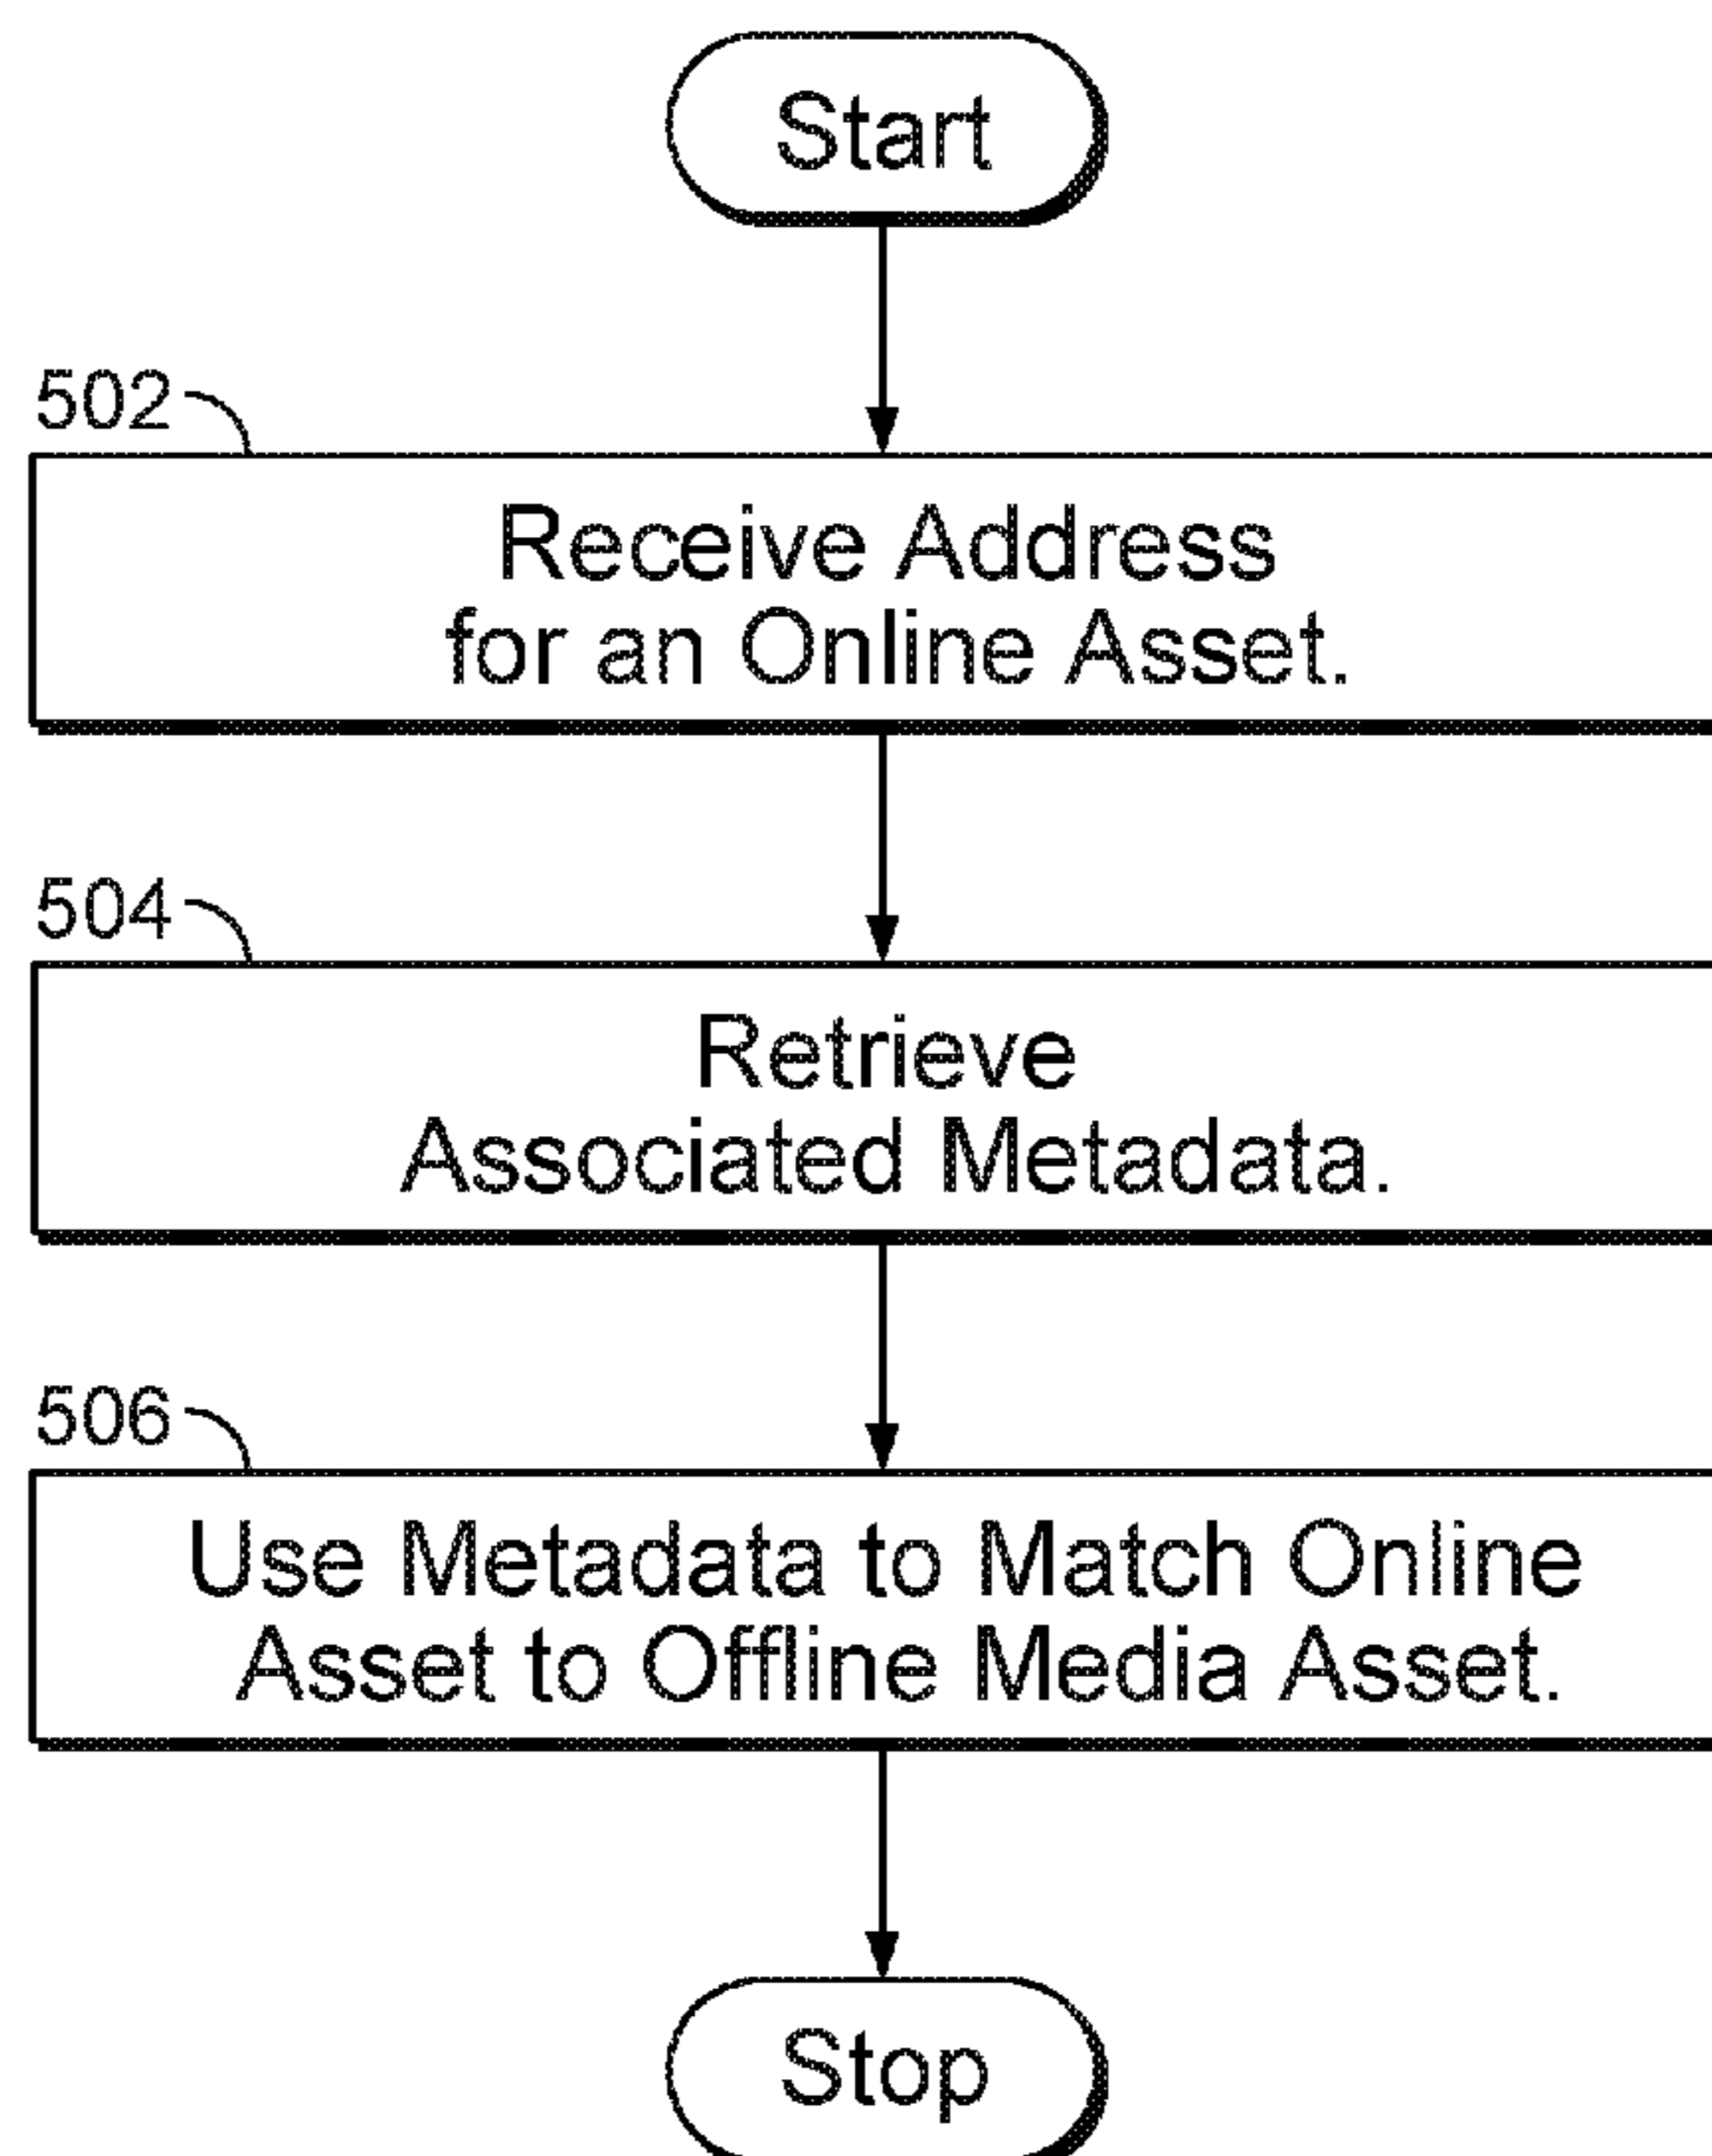 Start
502
Receive Address
for an Online Asset.
504
Retrieve
Associated Metadata.
506
Use Metadata to Match Online
Asset to Offline Media Asset.
Stop